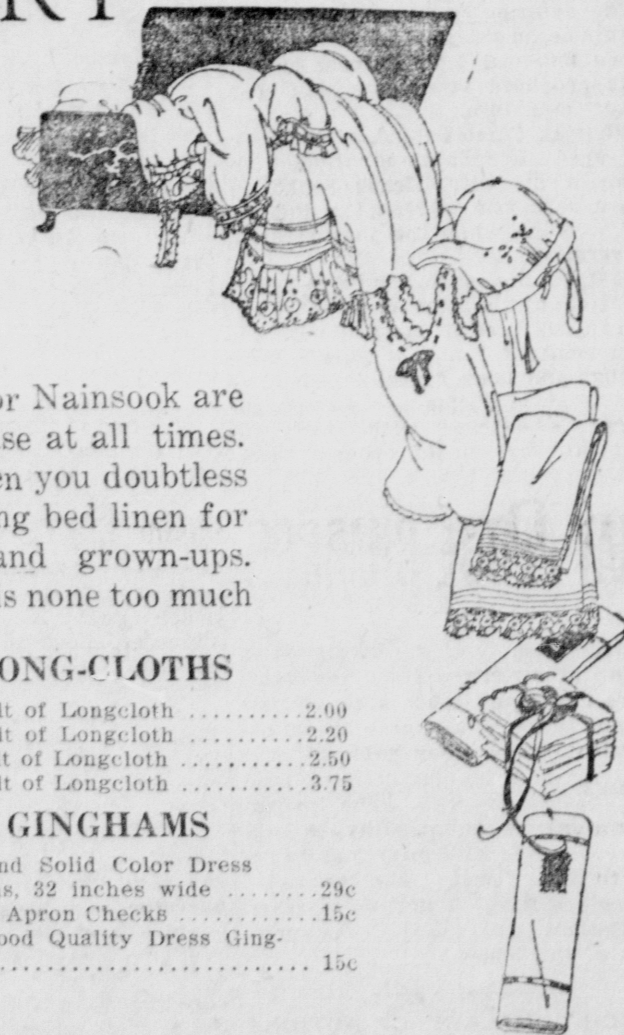 RT
or Nainsook are
se at all times.
en you doubtless
ng bed linen for
and grown-ups.
is none too much
ONG-CLOTHS
lt of Longcloth ..........2.00
lt of Longcloth ..........2.20
lt of Longcloth ..........2.50
lt of Longcloth ..........3.75
GINGHAMS
nd Solid Color Dress
s, 32 inches wide ........29c
Apron Checks ............15c
ood Quality Dress Ging-
............................ 15c